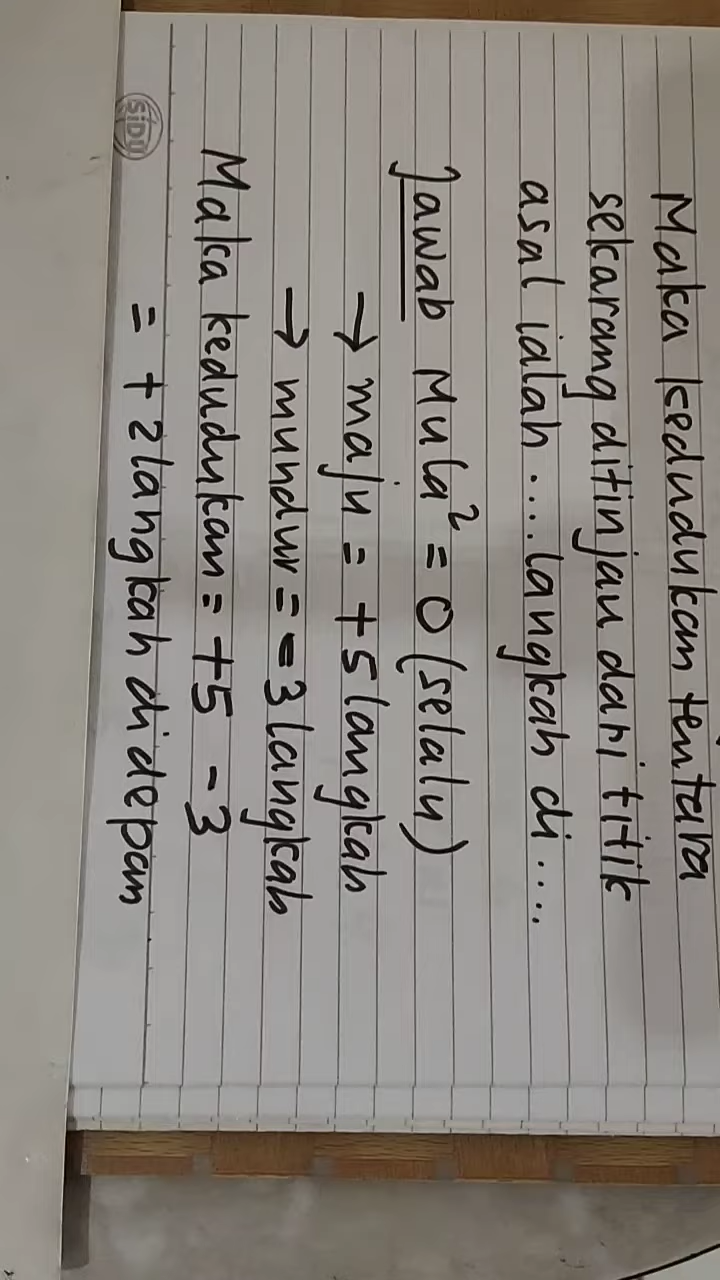 Maka kedudukan tentara
sekarang ditinjau dari titik
asal ialah .... langkah di .....
Jawab Mula² = 0 (selalu)
→ maju = +5 langkah
→ mundur = -3 langkah
Maka kedudukan = +5 -3
= +2 langkah di depan
SIDU